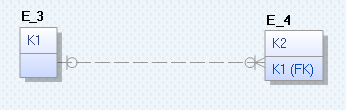 E_3
K1
E_4
K2
K1 (FK)